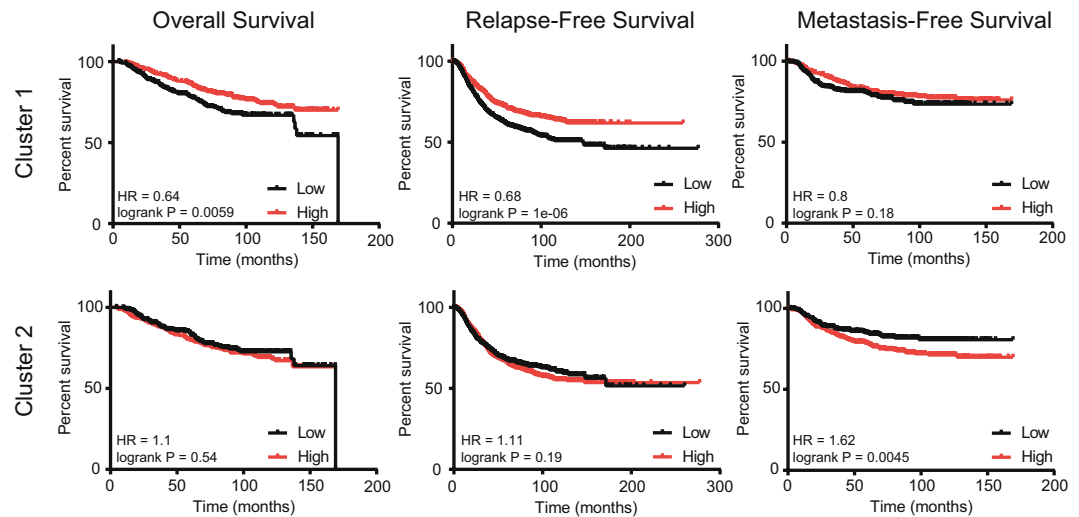 Overall Survival
Relapse-Free Survival
Metastasis-Free Survival
Cluster 1
Percent survival
100
50
0
HR = 0.64
logrank P = 0.0059
Low
High
0 50 100 150 200
Time (months)
Percent survival
100
50
0
HR = 0.68
logrank P = 1e-06
Low
High
0 100 200 300
Time (months)
Percent survival
100
50
0
HR = 0.8
logrank P = 0.18
Low
High
0 50 100 150 200
Time (months)
Cluster 2
Percent survival
100
50
0
HR = 1.1
logrank P = 0.54
Low
High
0 50 100 150 200
Time (months)
Percent survival
100
50
0
HR = 1.11
logrank P = 0.19
Low
High
0 100 200 300
Time (months)
Percent survival
100
50
0
HR = 1.62
logrank P = 0.0045
Low
High
0 50 100 150 200
Time (months)